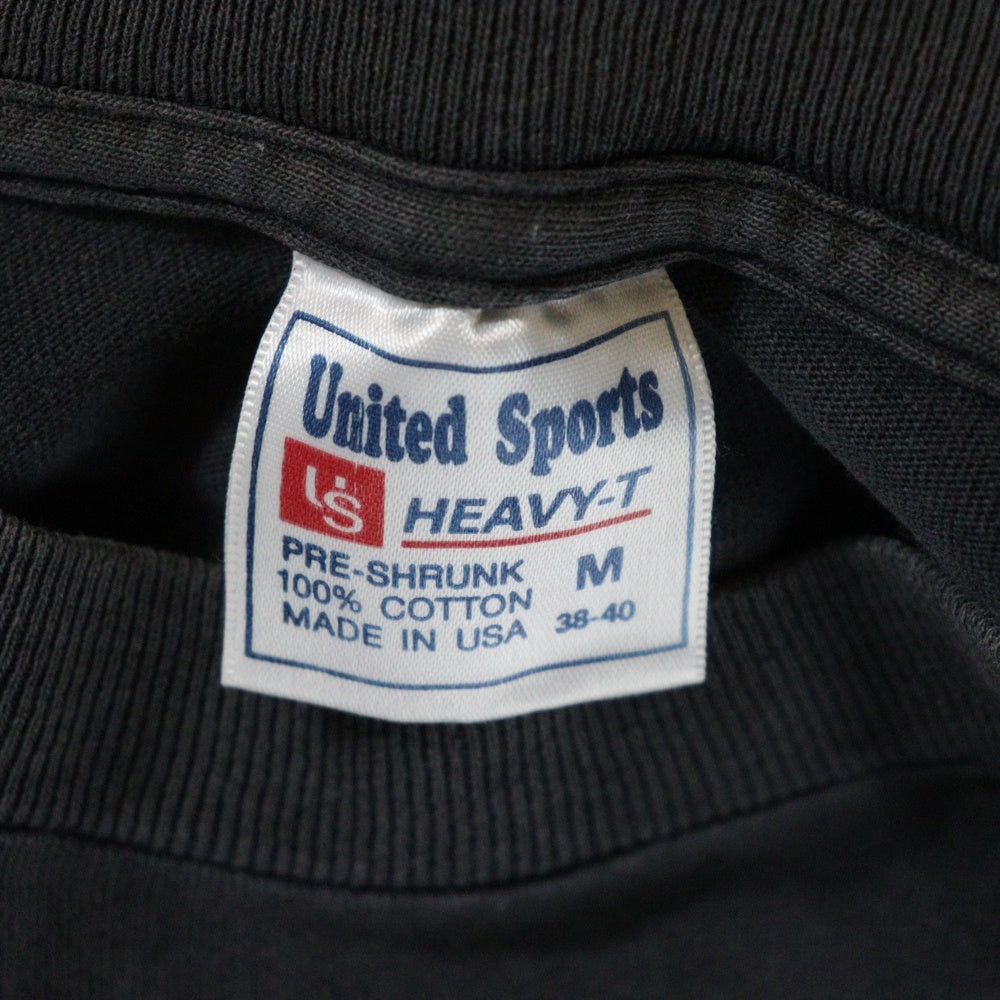 United Sports
US HEAVY-T
PRE-SHRUNK
100% COTTON
MADE IN USA
M
38-40